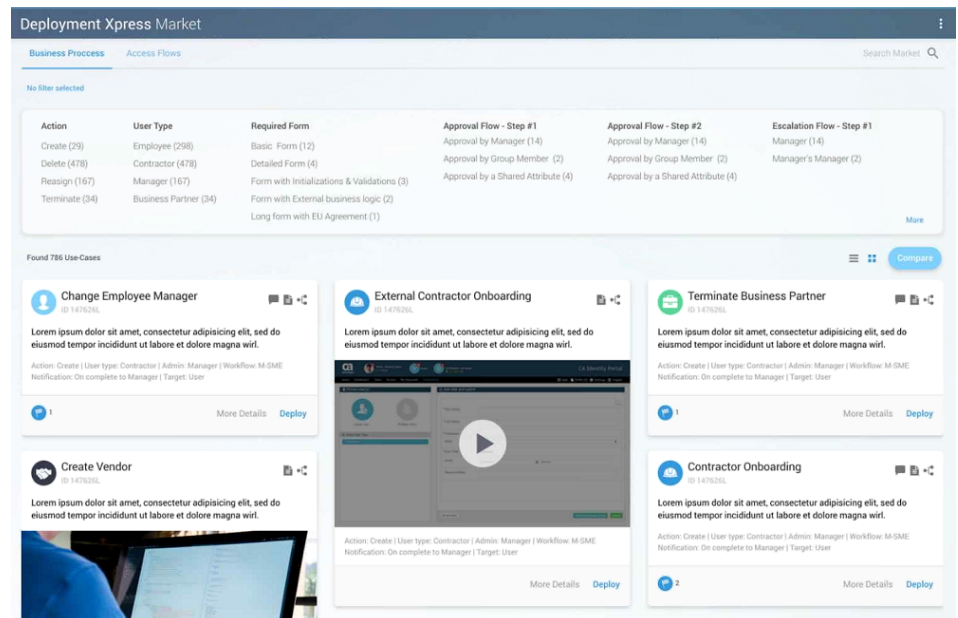 Deployment Xpress Market
Business Proccess Access Flows Search Market
No filter selected
Action
Create (29)
Delete (478)
Reasign (167)
Terminate (34)
User Type
Employee (298)
Contractor (478)
Manager (167)
Business Partner (34)
Required Form
Basic Form (12)
Detailed Form (4)
Form with Initializations & Validations (3)
Form with External business logic (2)
Long form with EU Agreement (1)
Approval Flow - Step #1
Approval by Manager (14)
Approval by Group Member (2)
Approval by a Shared Attribute (4)
Approval Flow - Step #2
Approval by Manager (14)
Approval by Group Member (2)
Approval by a Shared Attribute (4)
Escalation Flow - Step #1
Manager (14)
Manager's Manager (2)
More
Found 786 Use-Cases
Compare
Change Employee Manager
ID 147626L
Lorem ipsum dolor sit amet, consectetur adipisicing elit, sed do
eiusmod tempor incididunt ut labore et dolore magna wirl.
Action: Create | User type: Contractor | Admin: Manager | Workflow: M-SME
Notification: On complete to Manager | Target: User
1 More Details Deploy
External Contractor Onboarding
ID 147626L
Lorem ipsum dolor sit amet, consectetur adipisicing elit, sed do
eiusmod tempor incididunt ut labore et dolore magna wirl.
ca
CA Identity Portal
Action: Create | User type: Contractor | Admin: Manager | Workflow: M-SME
Notification: On complete to Manager | Target: User
More Details Deploy
Terminate Business Partner
ID 147626L
Lorem ipsum dolor sit amet, consectetur adipisicing elit, sed do
eiusmod tempor incididunt ut labore et dolore magna wirl.
Action: Create | User type: Contractor | Admin: Manager | Workflow: M-SME
Notification: On complete to Manager | Target: User
1 More Details Deploy
Create Vendor
ID 147626L
Lorem ipsum dolor sit amet, consectetur adipisicing elit, sed do
eiusmod tempor incididunt ut labore et dolore magna wirl.
Contractor Onboarding
ID 147626L
Lorem ipsum dolor sit amet, consectetur adipisicing elit, sed do
eiusmod tempor incididunt ut labore et dolore magna wirl.
Action: Create | User type: Contractor | Admin: Manager | Workflow: M-SME
Notification: On complete to Manager | Target: User
2 More Details Deploy